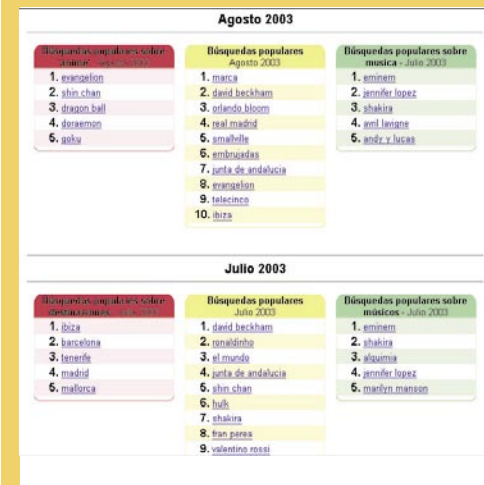 Agosto 2003
Búsquedas populares sobre
anime - Agosto 2003
1. evangelion
2. shin chan
3. dragon ball
4. doraemon
5. goku
Búsquedas populares
Agosto 2003
1. marca
2. david beckham
3. orlando bloom
4. real madrid
5. smallville
6. embrujadas
7. junta de andalucia
8. evangelion
9. telecinco
10. ibiza
Búsquedas populares sobre
musica - Julio 2003
1. eminem
2. jennifer lopez
3. shakira
4. avril lavigne
5. andy y lucas
Julio 2003
Búsquedas populares sobre
1. ibiza
2. barcelona
3. tenerife
4. madrid
5. mallorca
Búsquedas populares
Julio 2003
1. david beckham
2. ronaldinho
3. el mundo
4. junta de andalucia
5. shin chan
6. hulk
7. shakira
8. fran perea
9. valentino rossi
Búsquedas populares sobre
músicos - Julio 2003
1. eminem
2. shakira
3. alquimia
4. jennifer lopez
5. marilyn manson